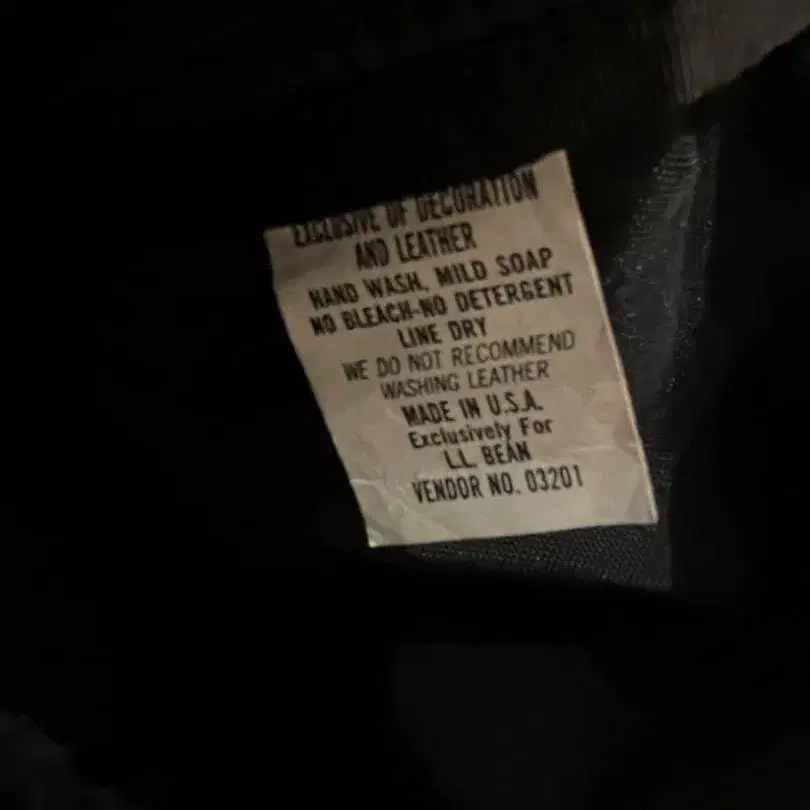 EXCLUSIVE OF DECORATION
AND LEATHER
HAND WASH, MILD SOAP
NO BLEACH-NO DETERGENT
LINE DRY
WE DO NOT RECOMMEND
WASHING LEATHER
MADE IN U.S.A.
Exclusively For
L.L. BEAN
VENDOR NO. 03201